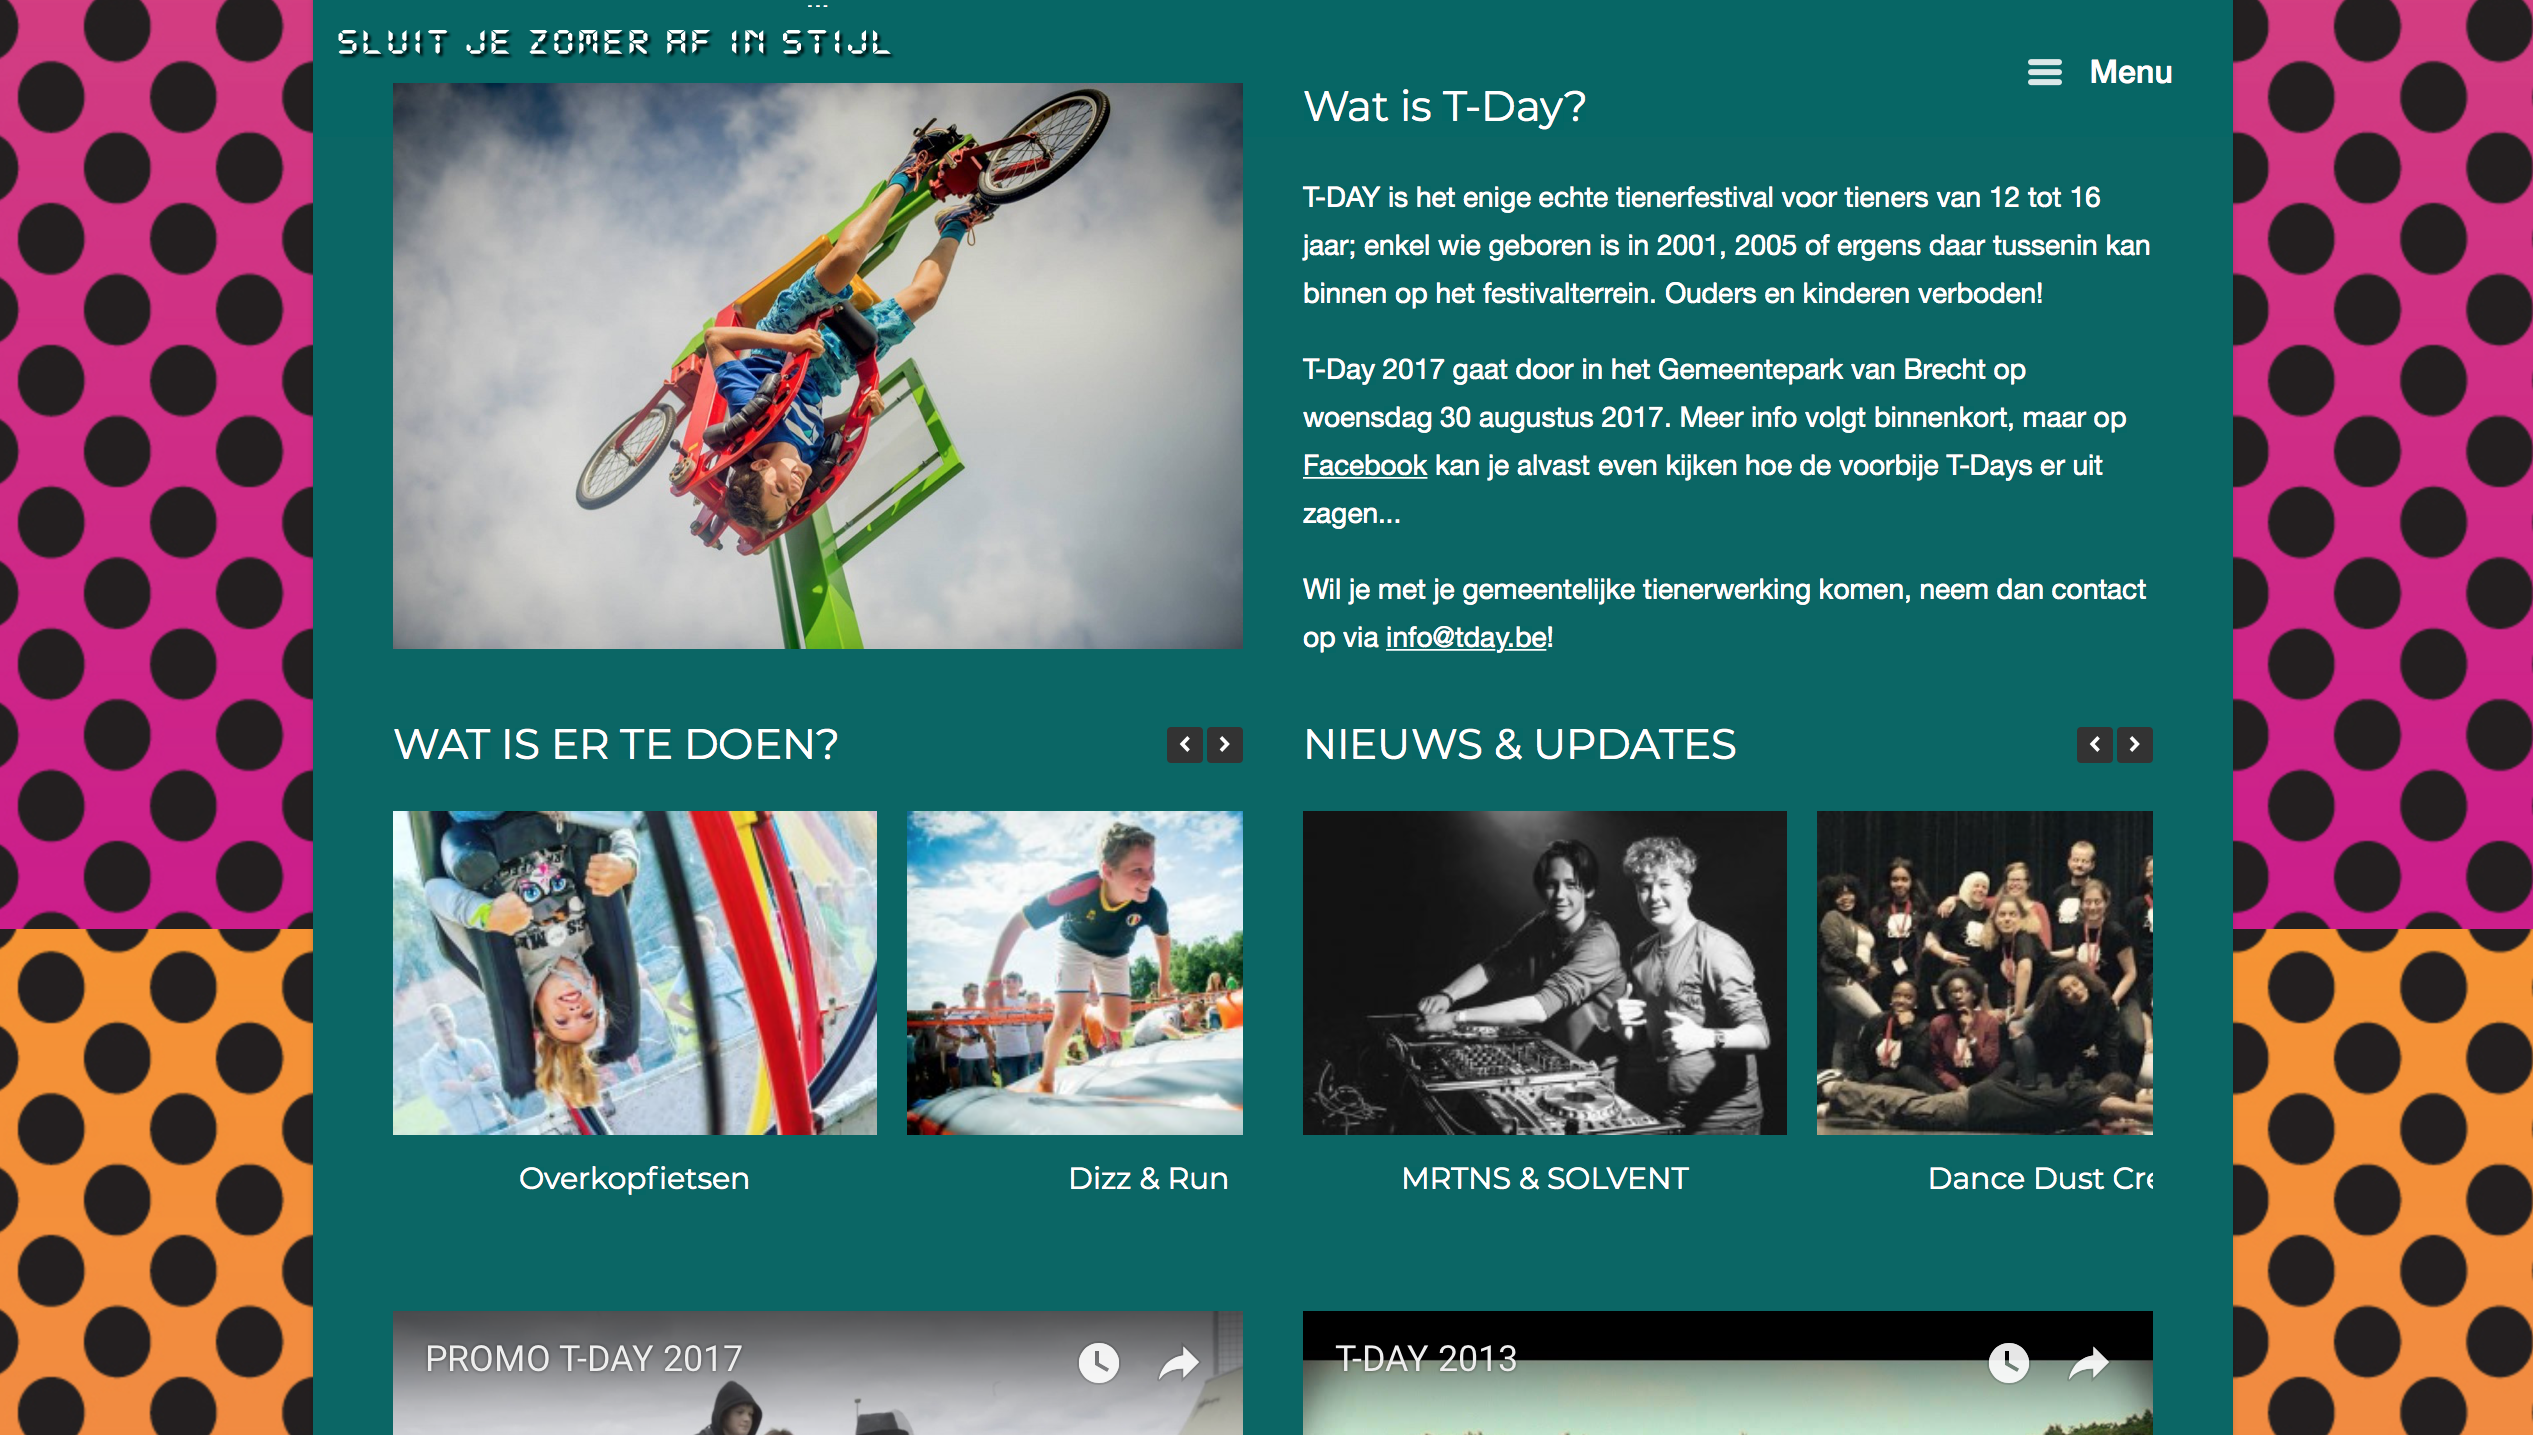 SLUIT JE ZOMER AF IN STIJL
Menu
Wat is T-Day?
T-DAY is het enige echte tienerfestival voor tieners van 12 tot 16
jaar; enkel wie geboren is in 2001, 2005 of ergens daar tussenin kan
binnen op het festivalterrein. Ouders en kinderen verboden!
T-Day 2017 gaat door in het Gemeentepark van Brecht op
woensdag 30 augustus 2017. Meer info volgt binnenkort, maar op
Facebook kan je alvast even kijken hoe de voorbije T-Days er uit
zagen...
Wil je met je gemeentelijke tienerwerking komen, neem dan contact
op via info@tday.be!
WAT IS ER TE DOEN?
NIEUWS & UPDATES
Overkopfietsen
Dizz & Run
MRTNS & SOLVENT
Dance Dust Cre
PROMO T-DAY 2017
T-DAY 2013